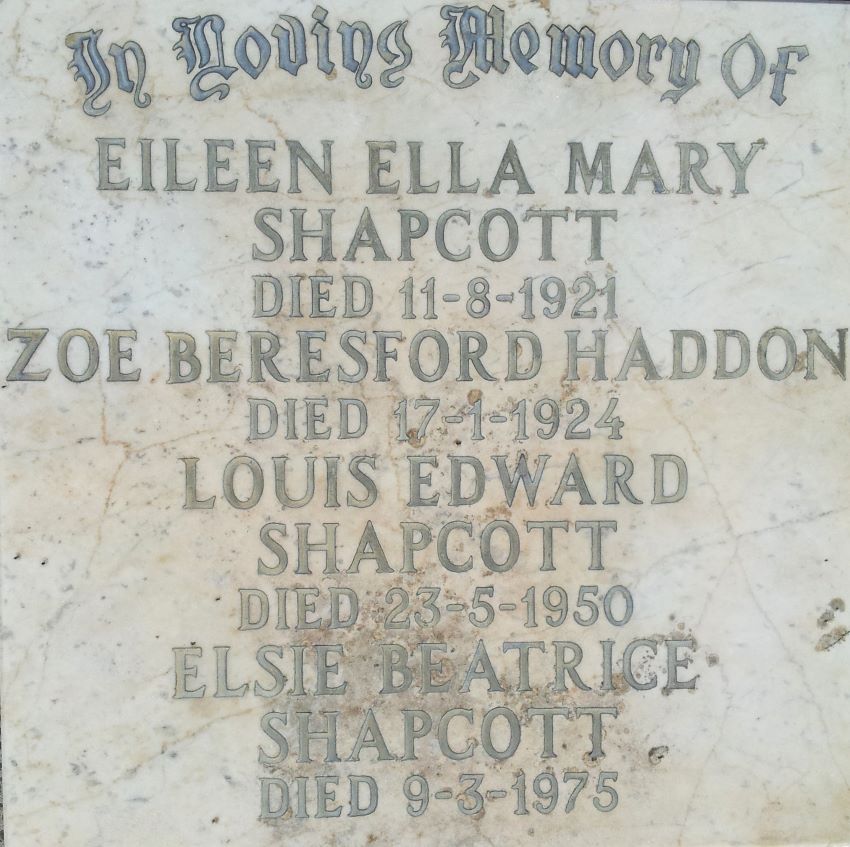 In Loving Memory Of
EILEEN ELLA MARY
SHAPCOTT
DIED 11-8-1921
ZOE BERESFORD HADDON
DIED 17-1-1924
LOUIS EDWARD
SHAPCOTT
DIED 23-5-1950
ELSIE BEATRICE
SHAPCOTT
DIED 9-3-1975